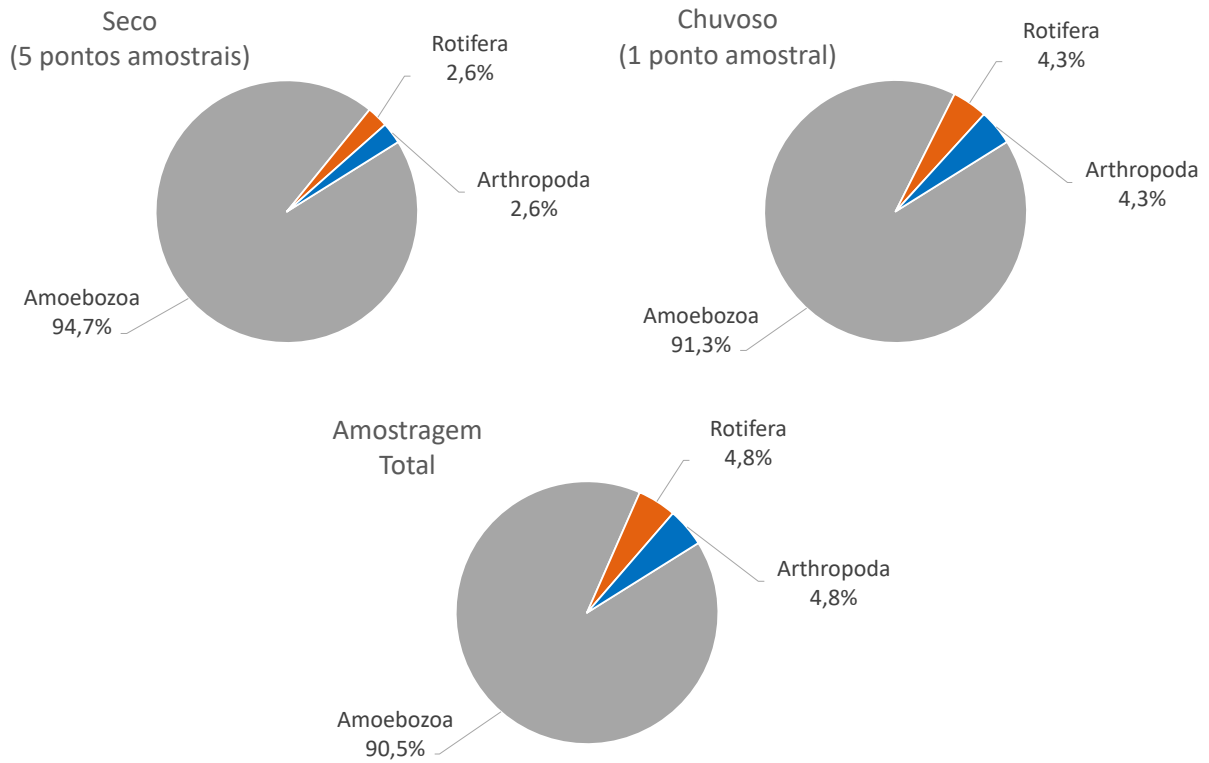 Seco
(5 pontos amostrais)
Rotifera
2,6%
Arthropoda
2,6%
Amoebozoa
94,7%
Chuvoso
(1 ponto amostral)
Rotifera
4,3%
Arthropoda
4,3%
Amoebozoa
91,3%
Amostragem
Total
Rotifera
4,8%
Arthropoda
4,8%
Amoebozoa
90,5%